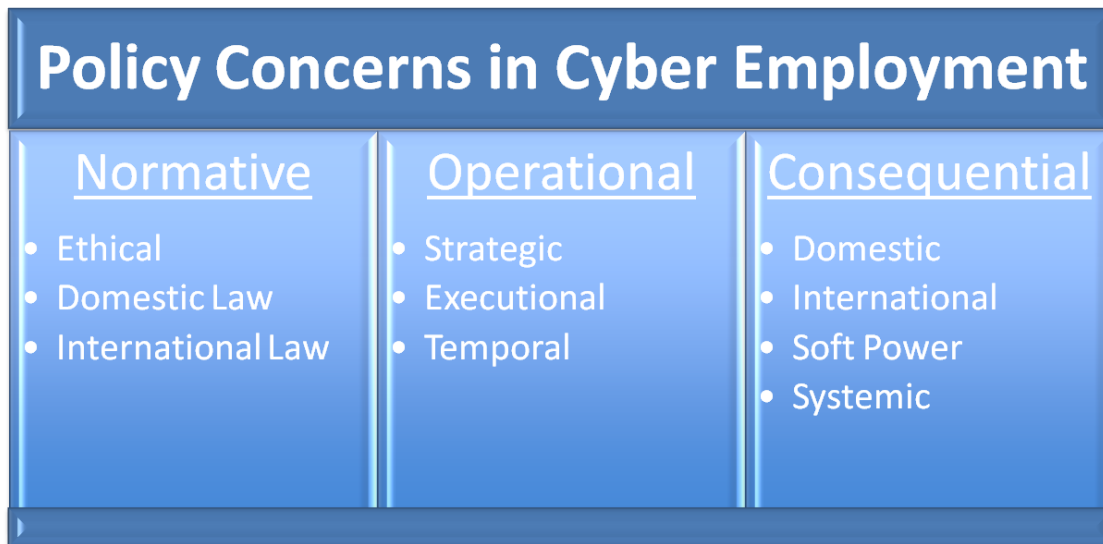 Policy Concerns in Cyber Employment
Normative
• Ethical
• Domestic Law
• International Law
Operational
• Strategic
• Executional
• Temporal
Consequential
• Domestic
• International
• Soft Power
• Systemic